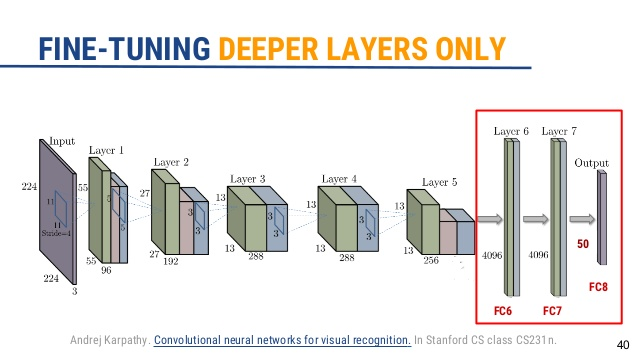 FINE-TUNING DEEPER LAYERS ONLY
Input
Layer 1
Layer 2
Layer 3
Layer 4
Layer 5
Layer 6
Layer 7
Output
224
11
11
Stride=4
224
3
55
5
5
55
96
27
3
3
27
192
13
3
3
13
288
13
3
3
13
288
13
13
256
4096
4096
50
FC6
FC7
FC8
Andrej Karpathy. Convolutional neural networks for visual recognition. In Stanford CS class CS231n.
40